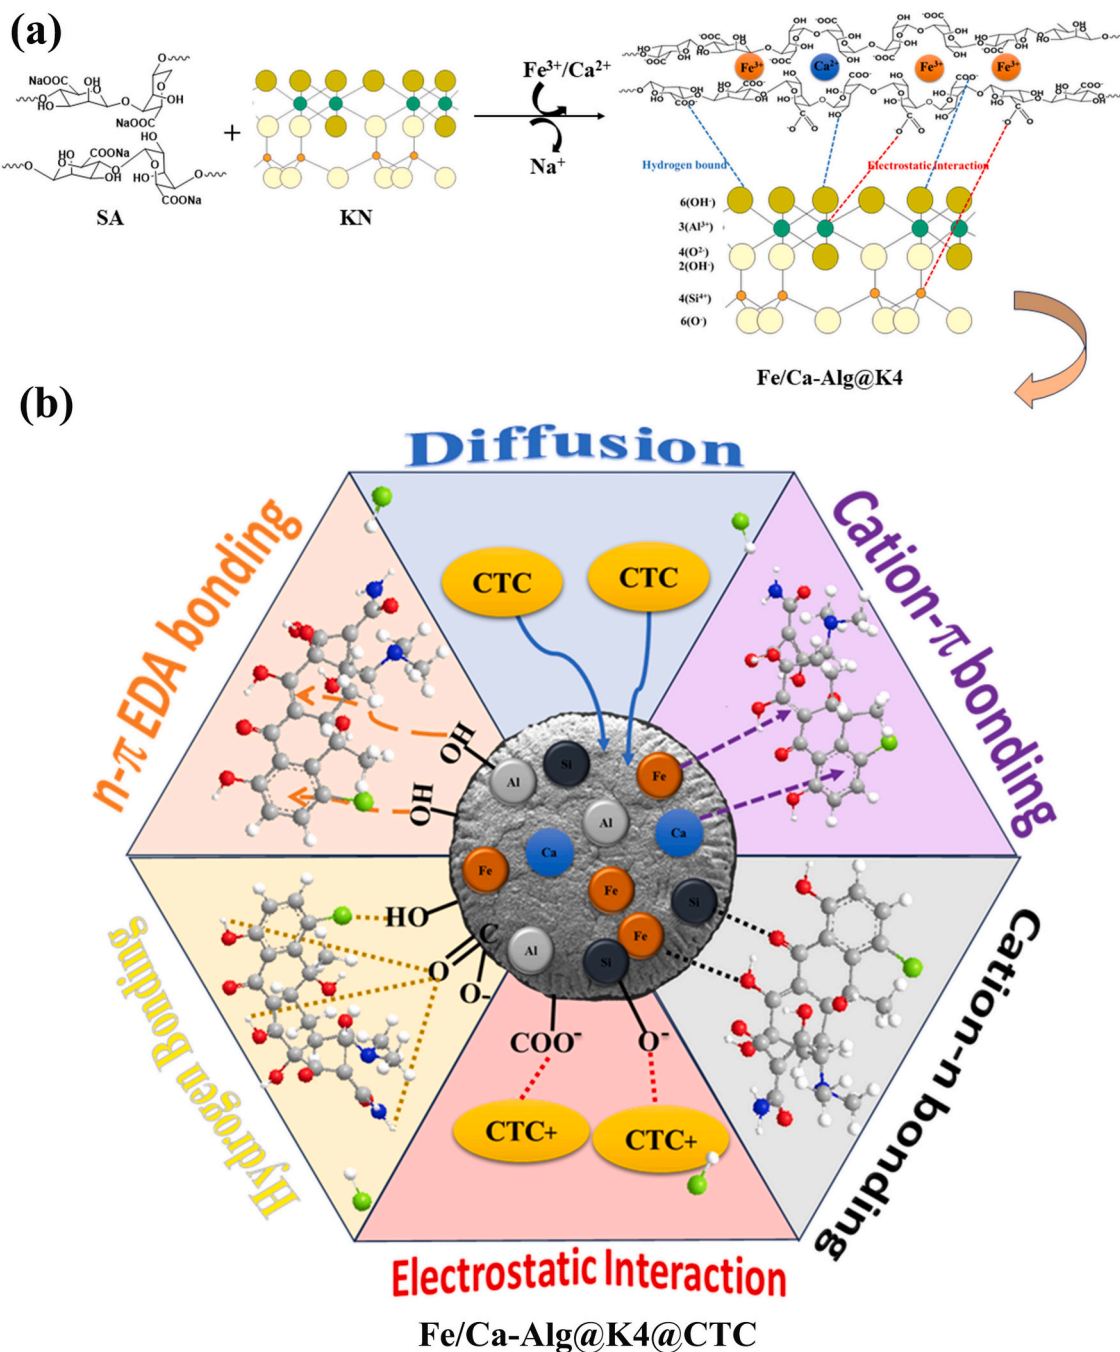 (a)
NaOOC
OH
O
OH
HO
O
OH
NaOOC
HO
HO
OOCNa
OH
O
HO
OH
COONa
SA
+
KN
Fe³⁺/Ca²⁺
Na⁺
Fe³⁺
Ca²⁺
Fe³⁺
Fe³⁺
Hydrogen bound
Electrostatic interaction
6(OH⁻)
3(Al³⁺)
4(O²⁻)
2(OH⁻)
4(Si⁴⁺)
6(O⁻)
Fe/Ca-Alg@K4
(b)
Diffusion
n-π EDA bonding
Cation-π bonding
CTC
CTC
OH
OH
Al
Si
Fe
Al
Ca
Ca
Fe
Fe
Si
Fe
Al
Si
HO
C
O
O-
COO⁻
O⁻
CTC+
CTC+
Hydrogen Bonding
Cation-n bonding
Electrostatic Interaction
Fe/Ca-Alg@K4@CTC